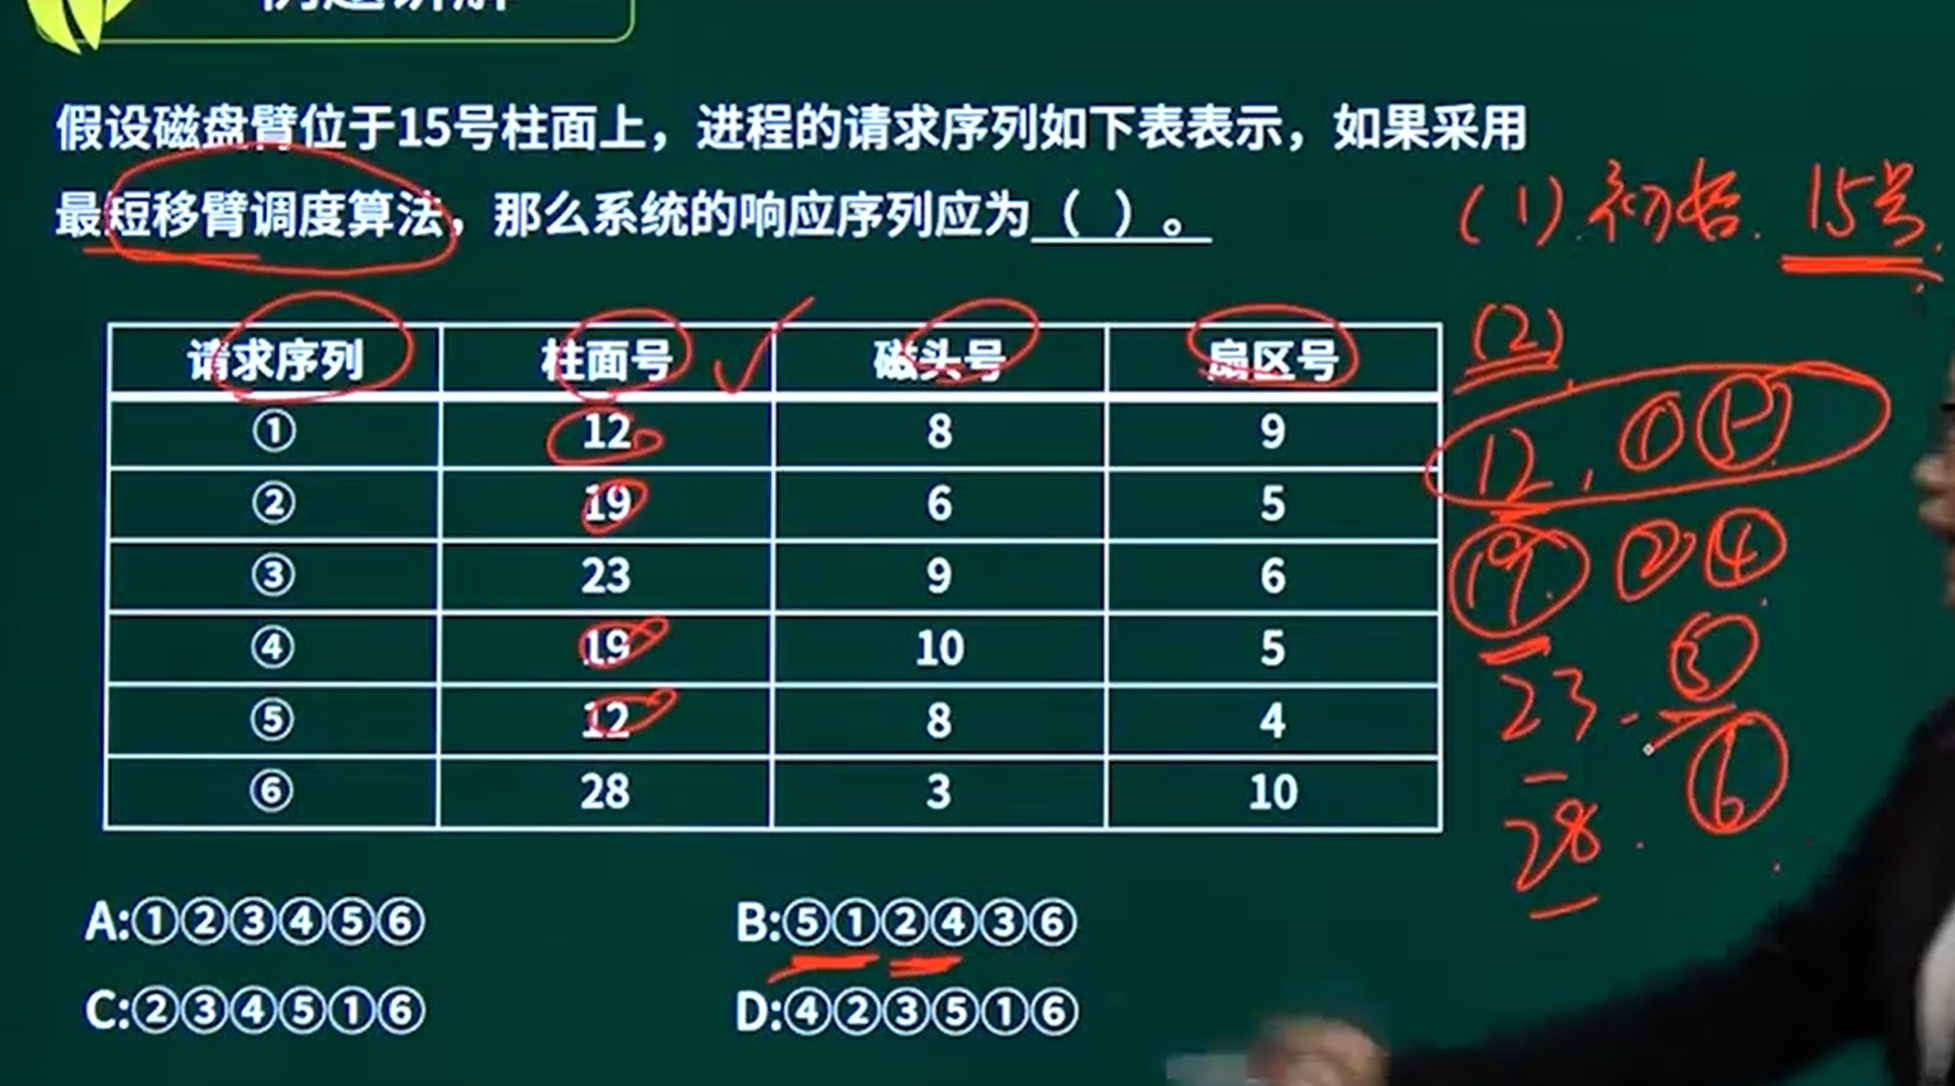 例题讲解
假设磁盘臂位于15号柱面上，进程的请求序列如下表表示，如果采用
最短移臂调度算法，那么系统的响应序列应为（ ）。
请求序列 柱面号 磁头号 扇区号
① 12 8 9
② 19 6 5
③ 23 9 6
④ 19 10 5
⑤ 12 8 4
⑥ 28 3 10
A:①②③④⑤⑥ B:⑤①②④③⑥
C:②③④⑤①⑥ D:④②③⑤①⑥
(1) 初始 15号
(2)
12, ①⑤
19 ②④
23 - ③
28 ⑥